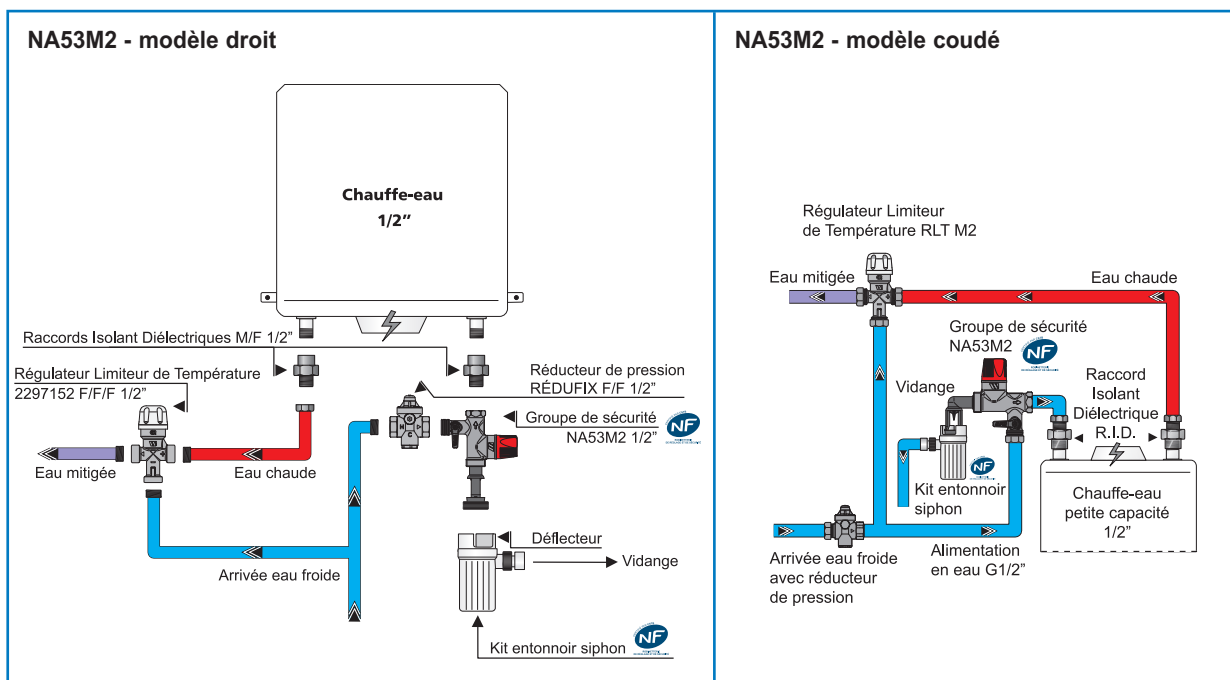 NA53M2 - modèle droit
Chauffe-eau
1/2”
Raccords Isolant Diélectriques M/F 1/2”
Régulateur Limiteur de Température
2297152 F/F/F 1/2”
Réducteur de pression
RÉDUFIX F/F 1/2”
Groupe de sécurité
NA53M2 1/2”
NF
Eau mitigée
Eau chaude
Arrivée eau froide
Déflecteur
Vidange
Kit entonnoir siphon
NF
NA53M2 - modèle coudé
Régulateur Limiteur
de Température RLT M2
Eau mitigée
Eau chaude
Groupe de sécurité
NA53M2
NF
Vidange
Raccord
Isolant
Diélectrique
R.I.D.
NF
Kit entonnoir
siphon
Chauffe-eau
petite capacité
1/2”
Arrivée eau froide
avec réducteur
de pression
Alimentation
en eau G1/2”